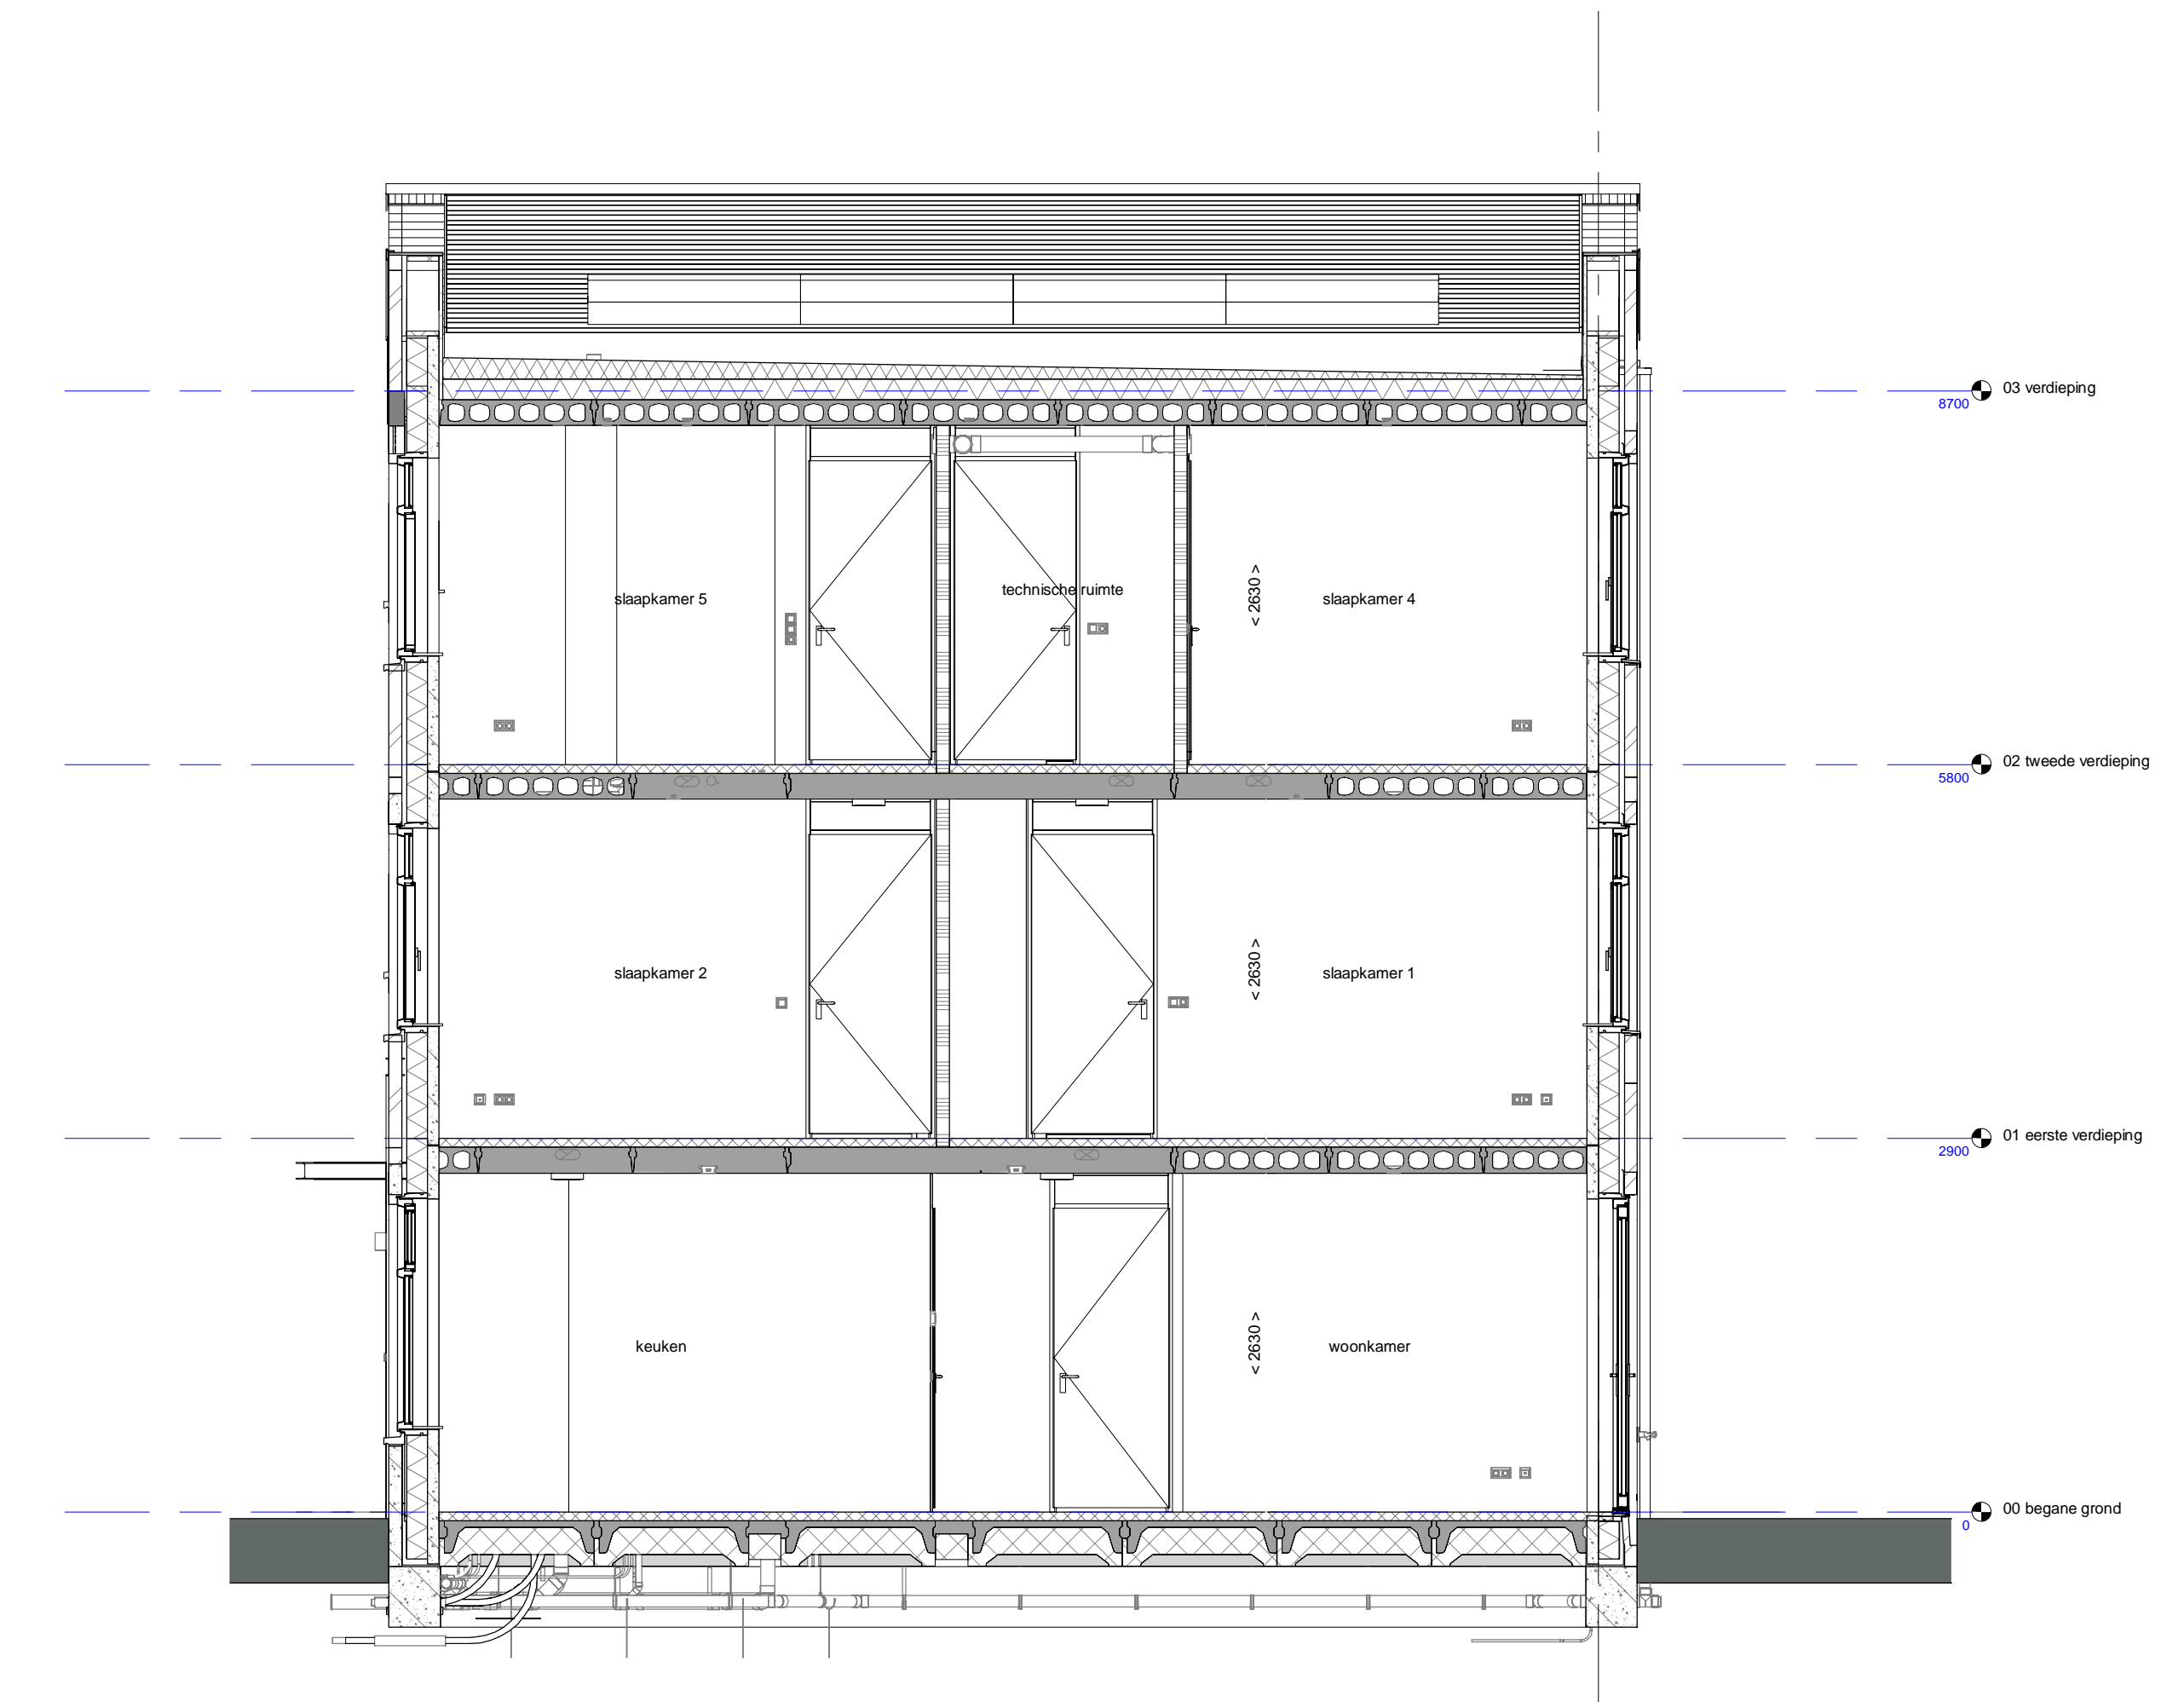 03 verdieping
8700
technische ruimte
slaapkamer 5
< 2630 >
slaapkamer 4
02 tweede verdieping
5800
slaapkamer 2
< 2630 >
slaapkamer 1
01 eerste verdieping
2900
keuken
< 2630 >
woonkamer
00 begane grond
0